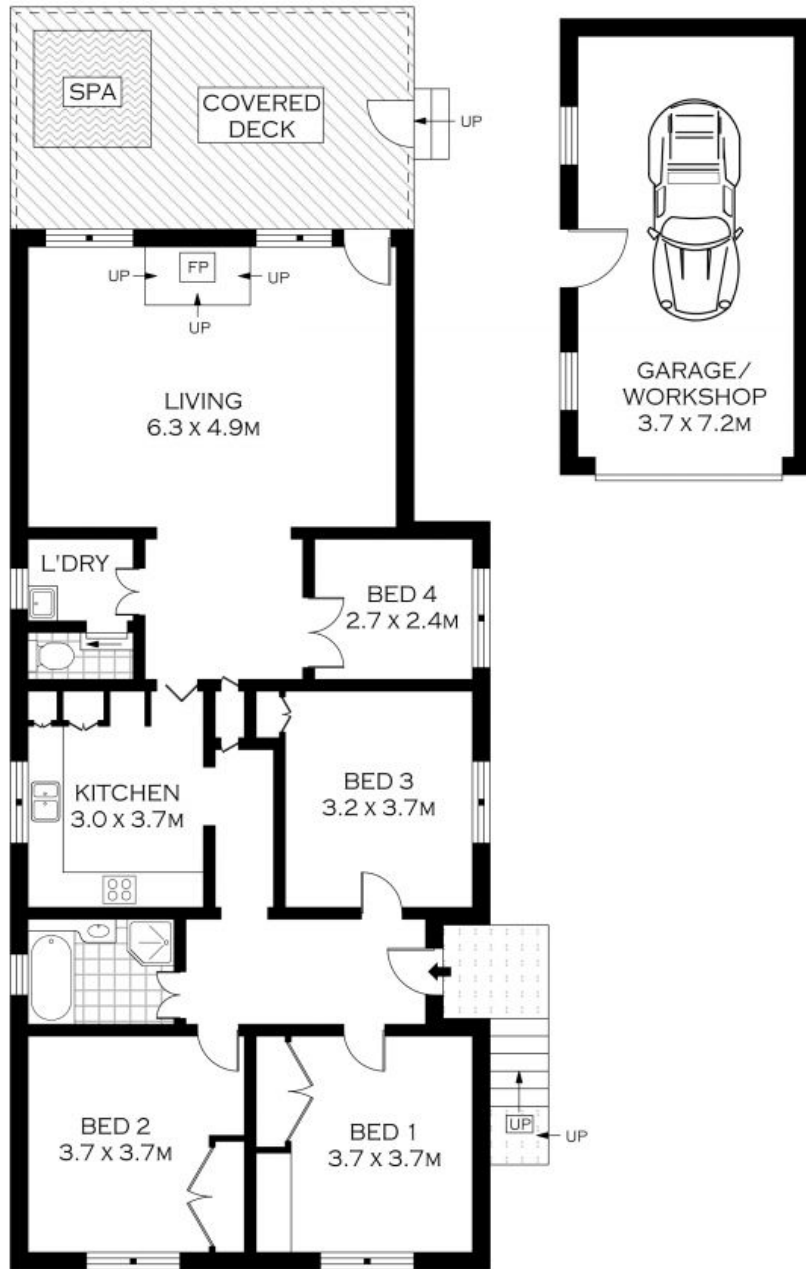 SPA
COVERED
DECK
UP
UP
FP
UP
UP
LIVING
6.3 X 4.9M
GARAGE/
WORKSHOP
3.7 X 7.2M
L'DRY
BED 4
2.7 X 2.4M
KITCHEN
3.0 X 3.7M
BED 3
3.2 X 3.7M
BED 2
3.7 X 3.7M
BED 1
3.7 X 3.7M
UP
UP